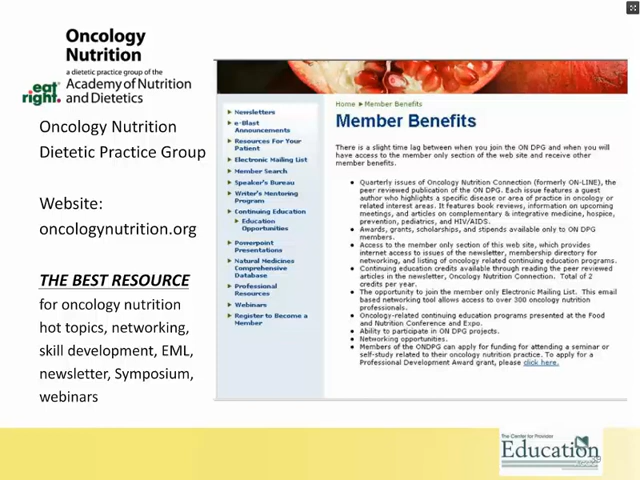 Oncology
Nutrition
a dietetic practice group of the
eat right. Academy of Nutrition
and Dietetics
Oncology Nutrition
Dietetic Practice Group
Website:
oncologynutrition.org
THE BEST RESOURCE
for oncology nutrition
hot topics, networking,
skill development, EML,
newsletter, Symposium,
webinars
Newsletters
e-Blast
Announcements
Resources For Your
Patient
Electronic Mailing List
Member Search
Speaker's Bureau
Writer's Mentoring
Program
Continuing Education
Education
Opportunities
Powerpoint
Presentations
Natural Medicines
Comprehensive
Database
Professional
Resources
Webinars
Register to Become a
Member
Home ▸Member Benefits
Member Benefits
There is a slight time lag between when you join the ON DPG and when you will
have access to the member only section of the web site and receive other
member benefits.
• Quarterly issues of Oncology Nutrition Connection (formerly ON-LINE), the
peer reviewed publication of the ON DPG. Each issue features a guest
author who highlights a specific disease or area of practice in oncology or
related interest areas. It features book reviews, information on upcoming
meetings, and articles on complementary & integrative medicine, hospice,
prevention, pediatrics, and HIV/AIDS.
• Awards, grants, scholarships, and stipends available only to ON DPG
members.
• Access to the member only section of this web site, which provides
internet access to issues of the newsletter, membership directory for
networking, and listing of oncology related continuing education programs.
• Continuing education credits available through reading the peer reviewed
articles in the newsletter, Oncology Nutrition Connection. Total of 2
credits per year.
• The opportunity to join the member only Electronic Mailing List. This email
based networking tool allows access to over 300 oncology nutrition
professionals.
• Oncology-related continuing education programs presented at the Food
and Nutrition Conference and Expo.
• Ability to participate in ON DPG projects.
• Networking opportunities.
• Members of the ONDPG can apply for funding for attending a seminar or
self-study related to their oncology nutrition practice. To apply for a
Professional Development Award grant, please click here.
The Center for Provider
Education
39